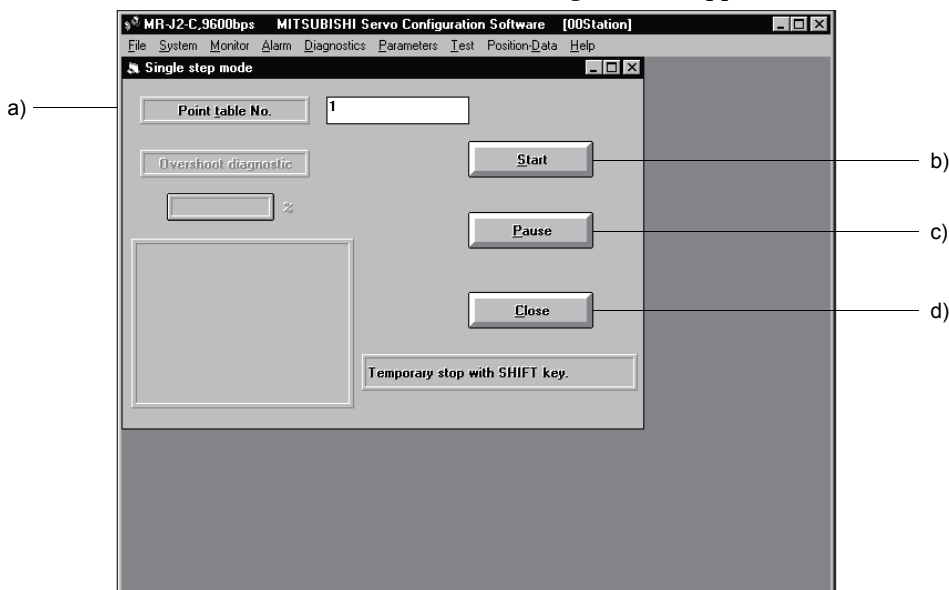 MR-J2-C,9600bps MITSUBISHI Servo Configuration Software [00Station]
File System Monitor Alarm Diagnostics Parameters Test Position-Data Help
Single step mode
a)
Point table No. 1
Overshoot diagnostic
Start b)
%
Pause c)
Close d)
Temporary stop with SHIFT key.